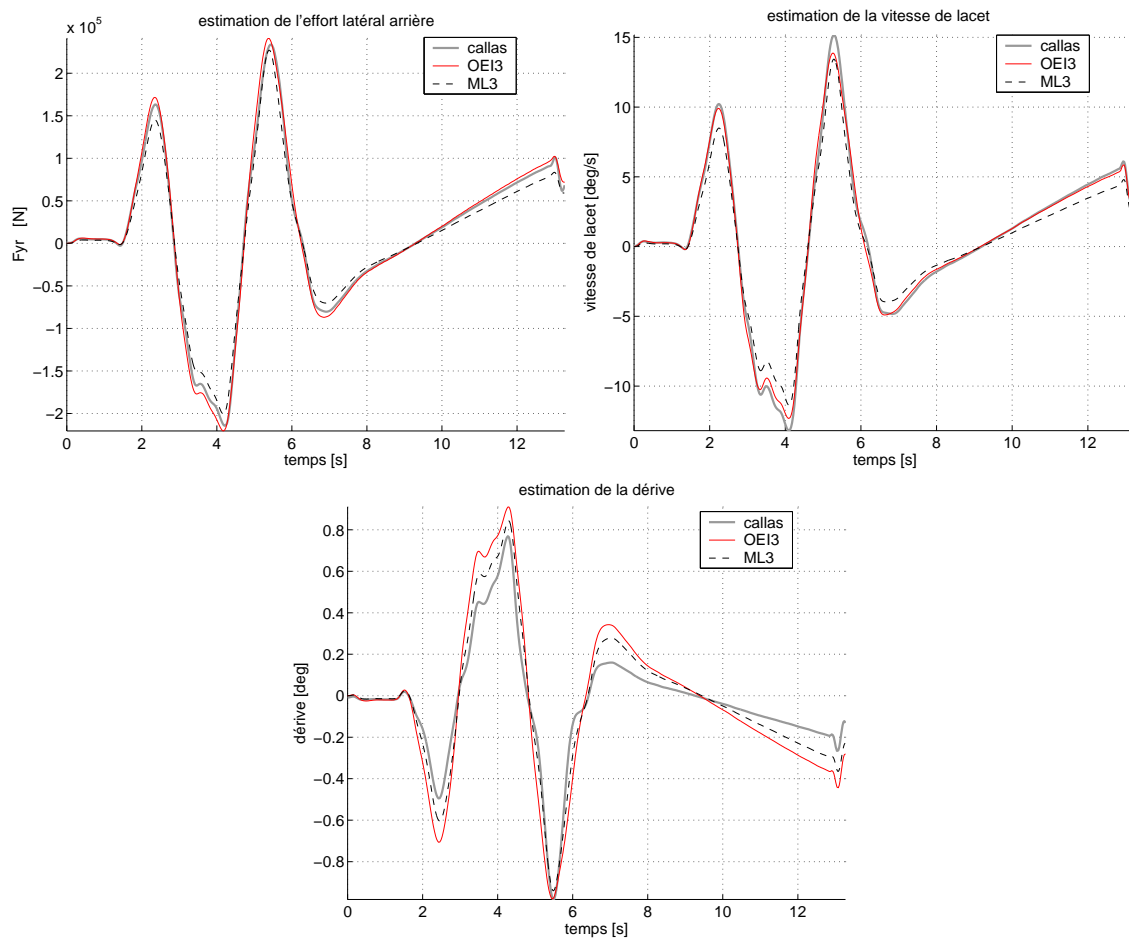 estimation de l'effort latéral arrière
x 10^5
callas
OEI3
ML3
2
1.5
1
0.5
0
−0.5
−1
−1.5
−2
Fyr [N]
0 2 4 6 8 10 12
temps [s]
estimation de la vitesse de lacet
callas
OEI3
ML3
15
10
5
0
−5
−10
vitesse de lacet [deg/s]
0 2 4 6 8 10 12
temps [s]
estimation de la dérive
callas
OEI3
ML3
0.8
0.6
0.4
0.2
0
−0.2
−0.4
−0.6
−0.8
dérive [deg]
0 2 4 6 8 10 12
temps [s]